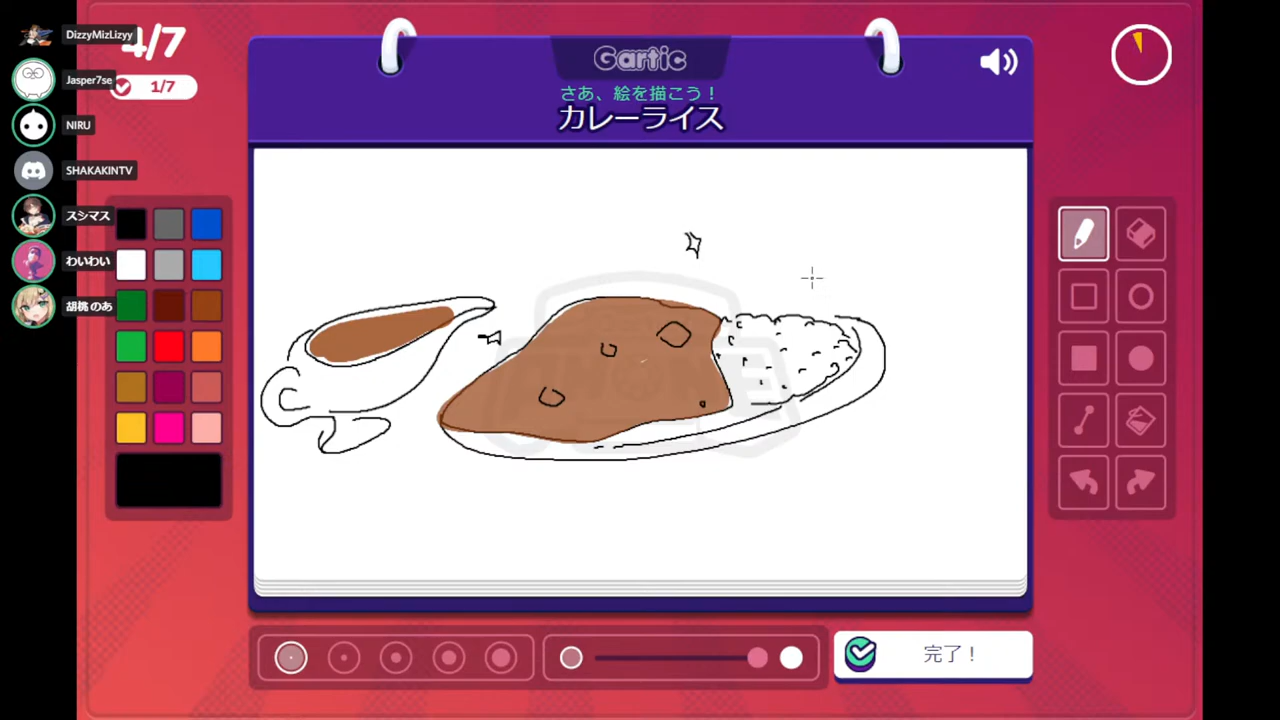 4/7
1/7
DizzyMizLizyy
Jasper7se
NIRU
SHAKAKINTV
スシマス
わいわい
胡桃 のあ
Gartic
さあ、絵を描こう！
カレーライス
完了！